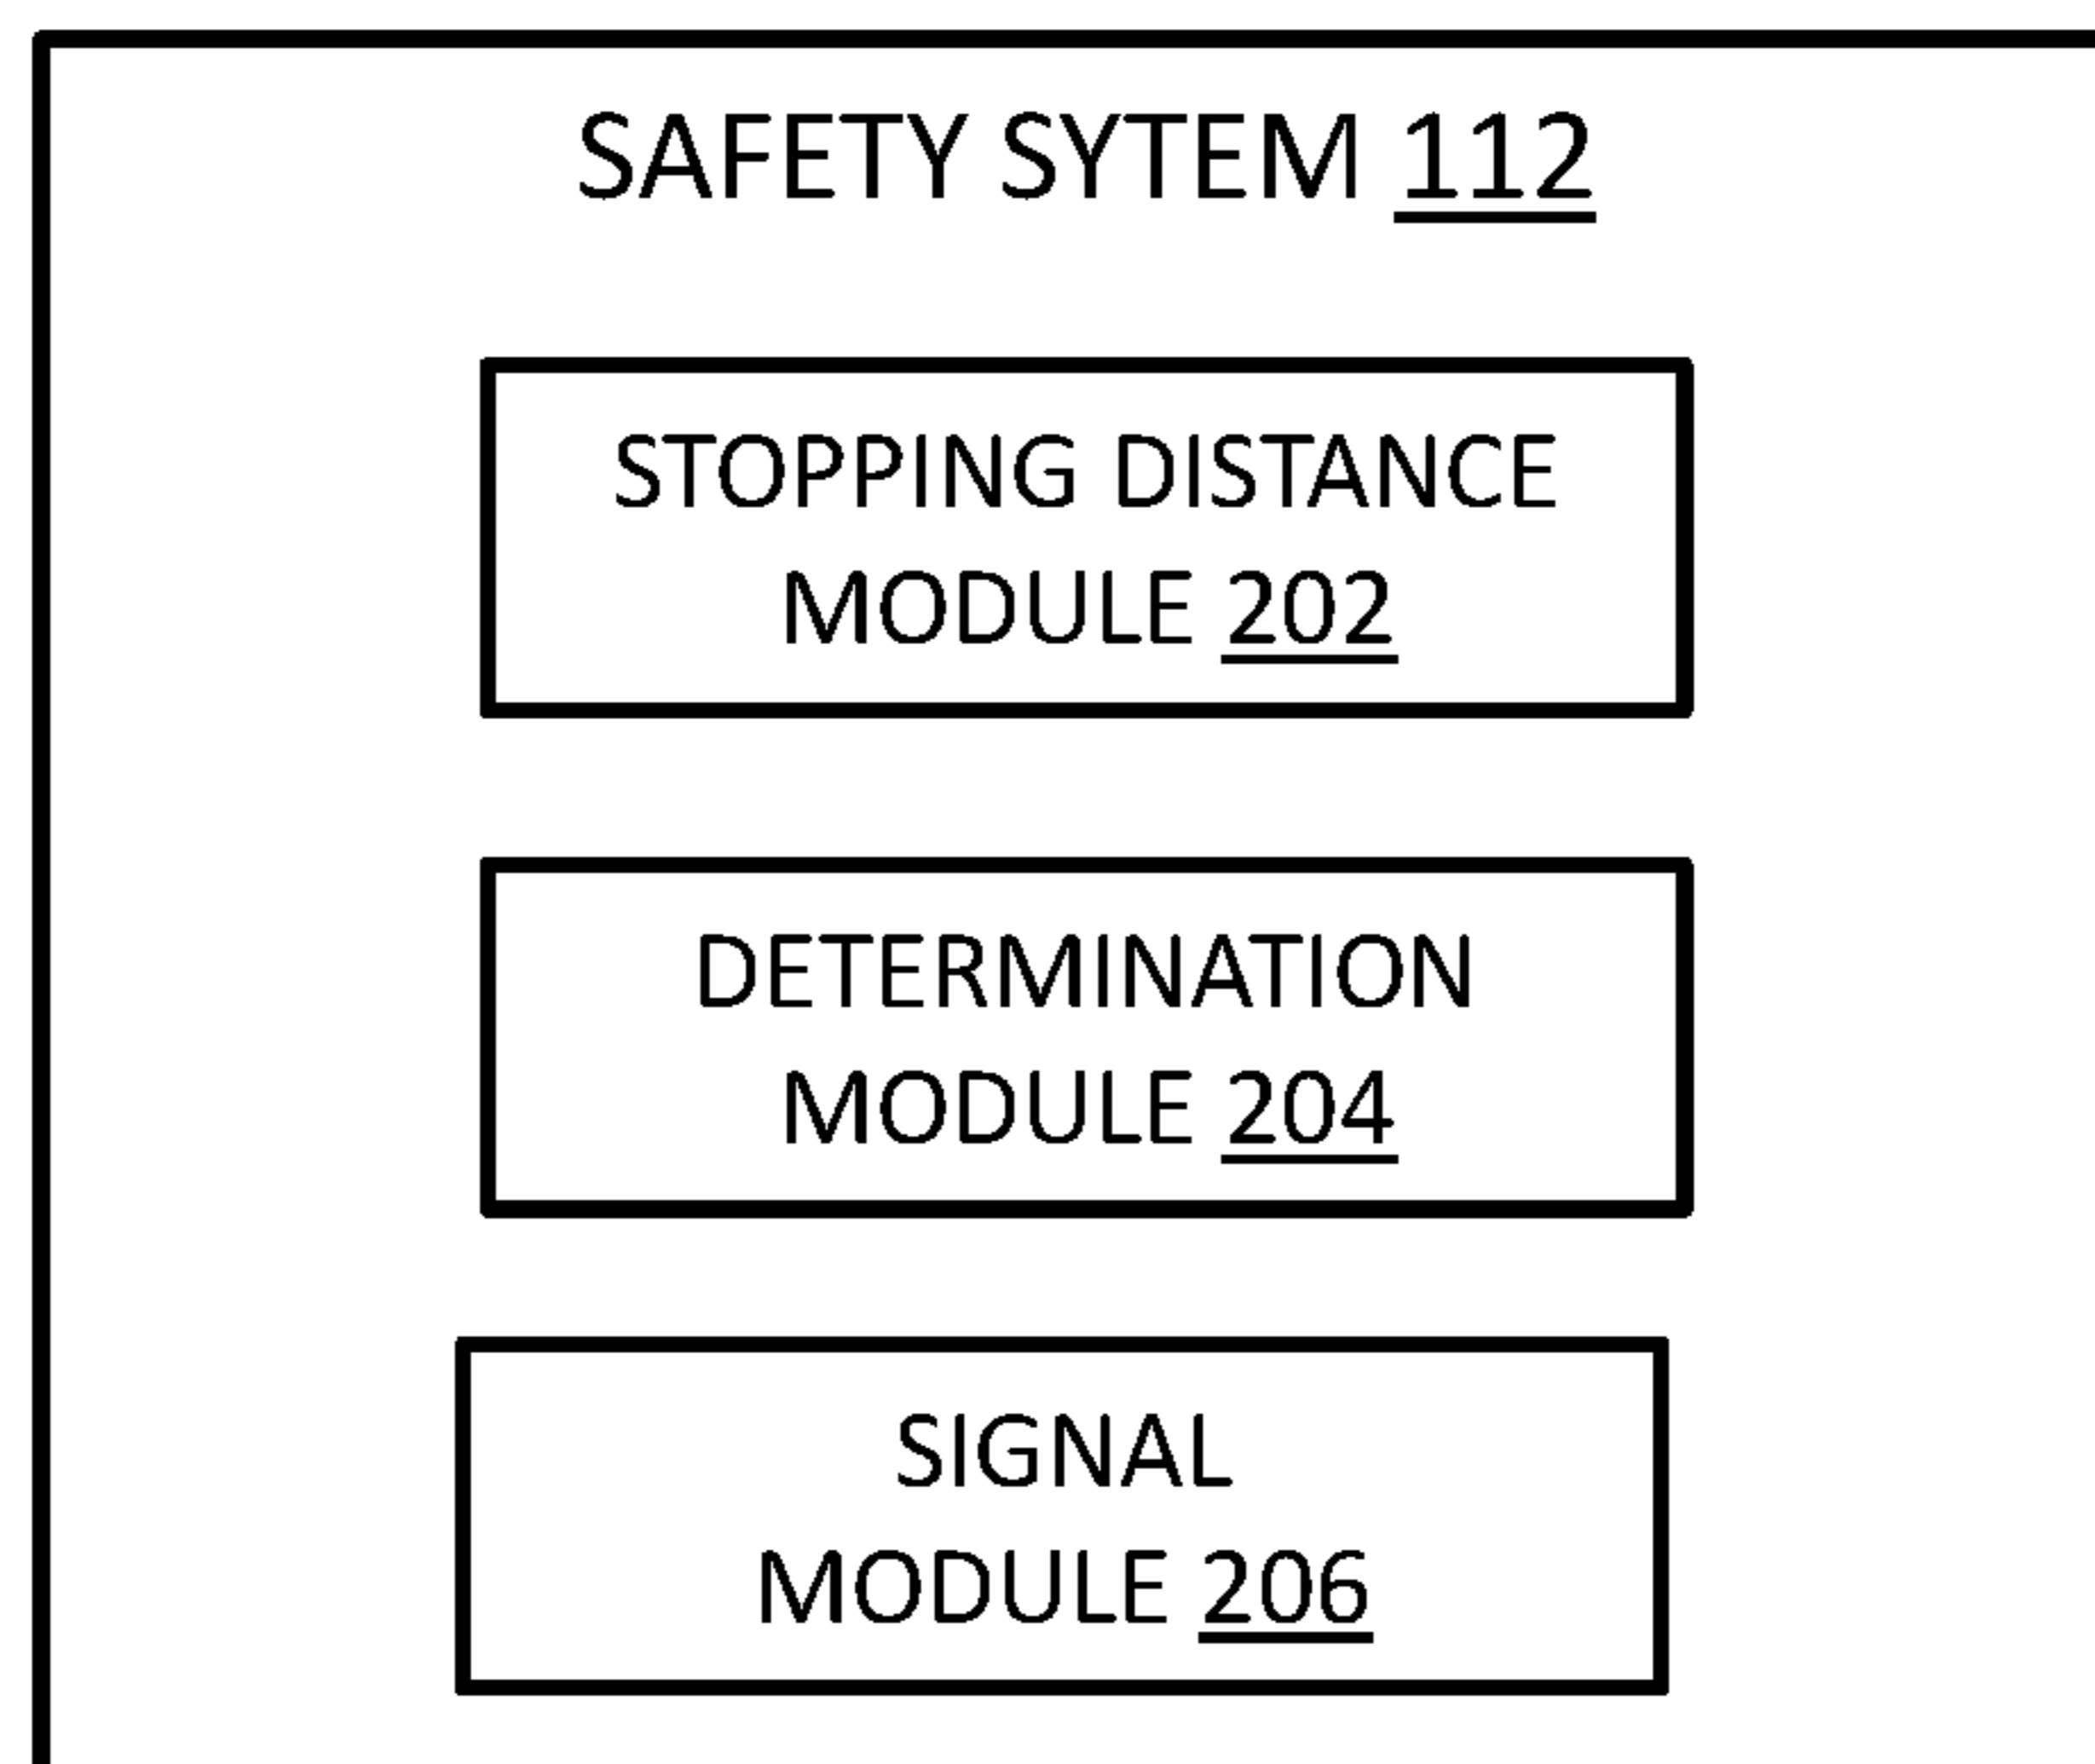 SAFETY SYTEM 112
STOPPING DISTANCE
MODULE 202
DETERMINATION
MODULE 204
SIGNAL
MODULE 206